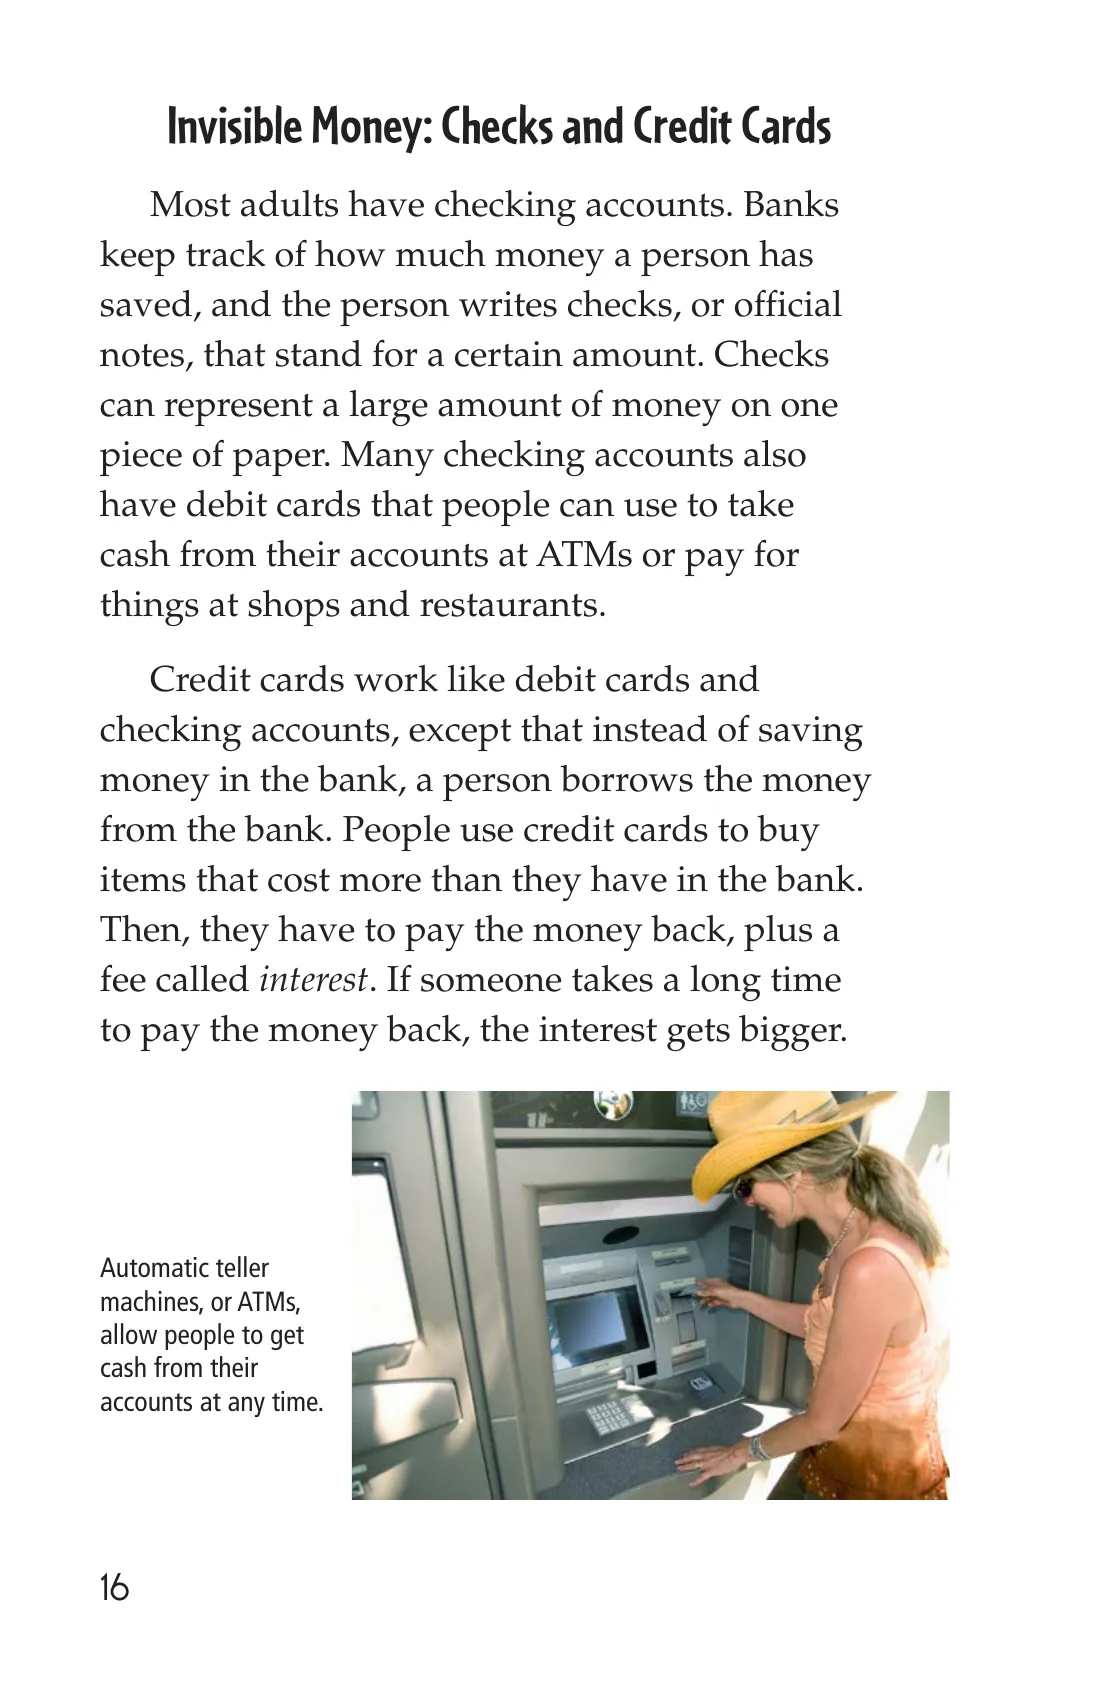 Invisible Money: Checks and Credit Cards
Most adults have checking accounts. Banks
keep track of how much money a person has
saved, and the person writes checks, or official
notes, that stand for a certain amount. Checks
can represent a large amount of money on one
piece of paper. Many checking accounts also
have debit cards that people can use to take
cash from their accounts at ATMs or pay for
things at shops and restaurants.
Credit cards work like debit cards and
checking accounts, except that instead of saving
money in the bank, a person borrows the money
from the bank. People use credit cards to buy
items that cost more than they have in the bank.
Then, they have to pay the money back, plus a
fee called interest. If someone takes a long time
to pay the money back, the interest gets bigger.
Automatic teller
machines, or ATMs,
allow people to get
cash from their
accounts at any time.
16